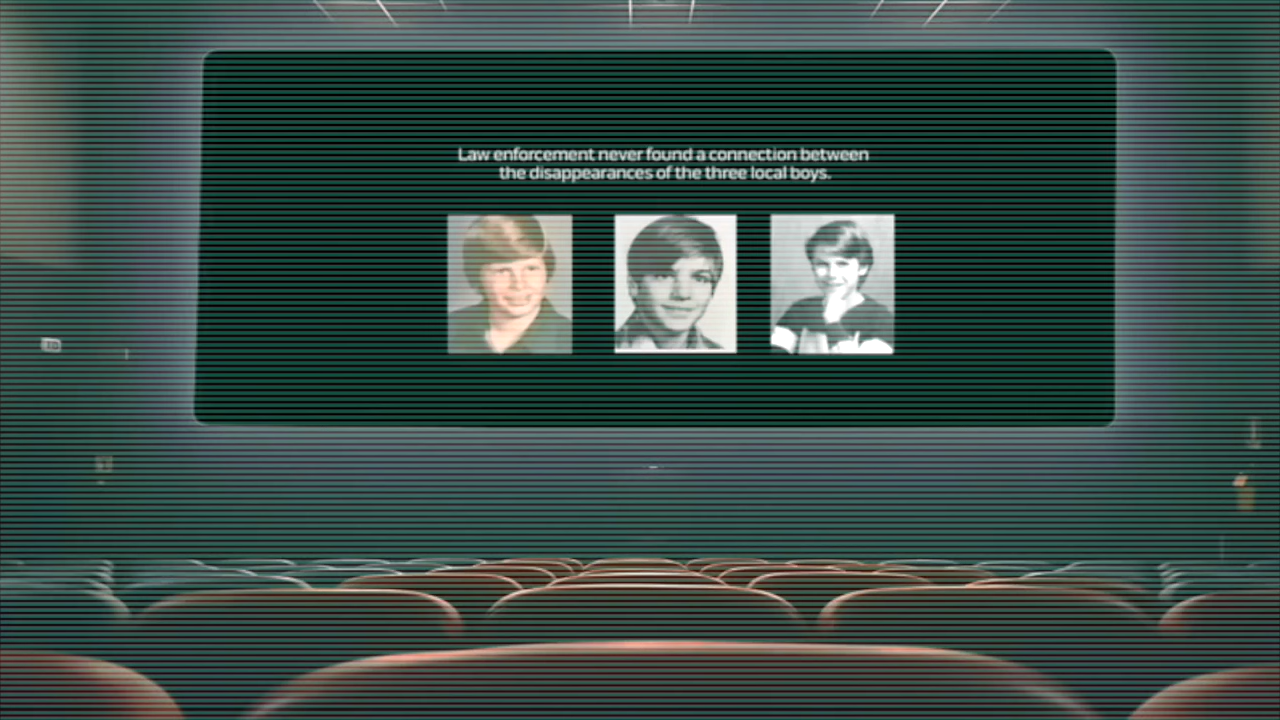 Law enforcement never found a connection between
the disappearances of the three local boys.